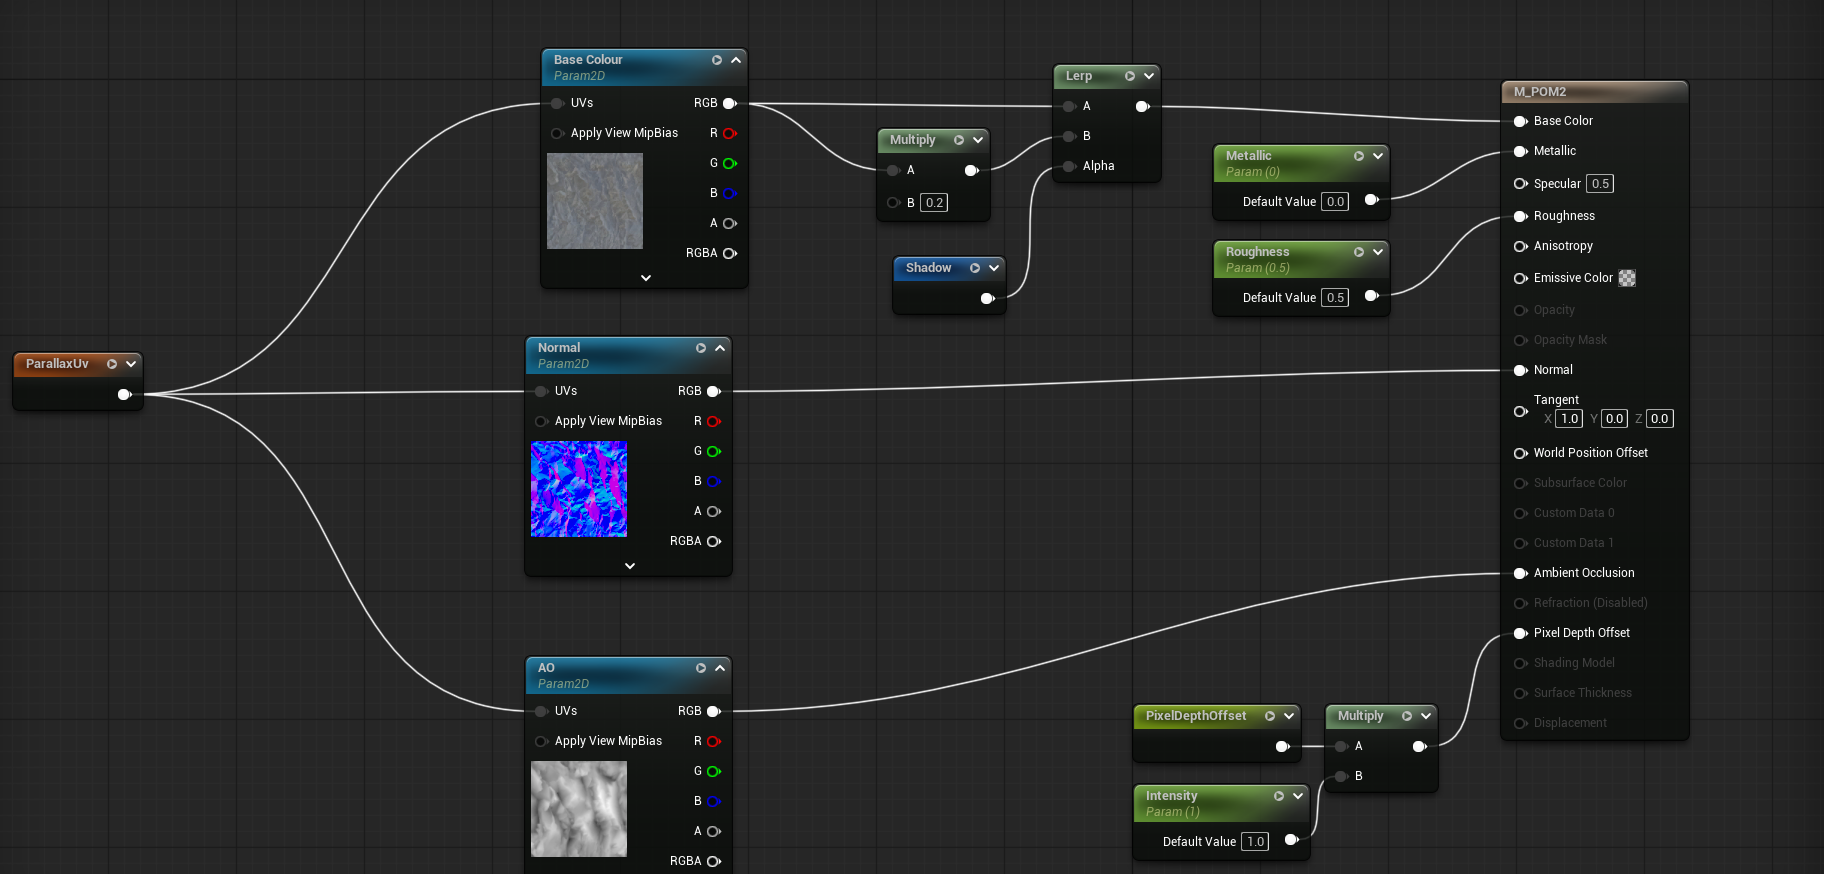 Base Colour
Param2D
UVs
RGB
Apply View MipBias
R
G
B
A
RGBA
Multiply
A
B 0.2
Lerp
A
B
Alpha
Shadow
Metallic
Param (0)
Default Value 0.0
Roughness
Param (0.5)
Default Value 0.5
ParallaxUv
Normal
Param2D
UVs
RGB
Apply View MipBias
R
G
B
A
RGBA
AO
Param2D
UVs
RGB
Apply View MipBias
R
G
B
A
RGBA
PixelDepthOffset
Multiply
A
B
Intensity
Param (1)
Default Value 1.0
M_POM2
Base Color
Metallic
Specular 0.5
Roughness
Anisotropy
Emissive Color
Opacity
Opacity Mask
Normal
Tangent
X 1.0 Y 0.0 Z 0.0
World Position Offset
Subsurface Color
Custom Data 0
Custom Data 1
Ambient Occlusion
Refraction (Disabled)
Pixel Depth Offset
Shading Model
Surface Thickness
Displacement